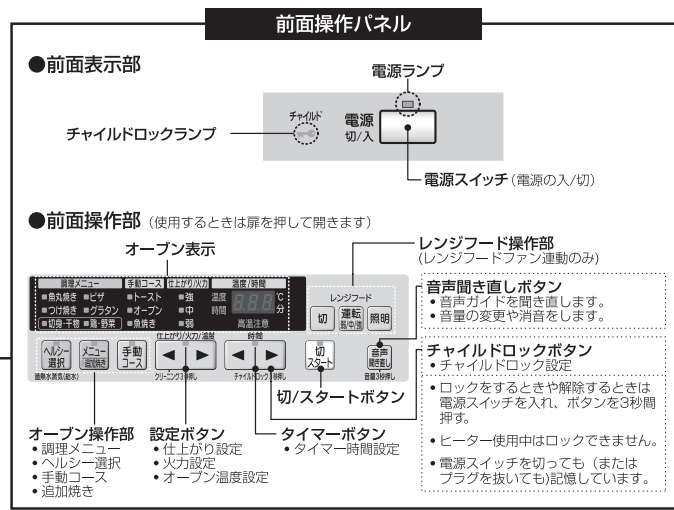 前面操作パネル
●前面表示部
電源ランプ
チャイルド
電源
切/入
チャイルドロックランプ
電源スイッチ(電源の入/切)
●前面操作部(使用するときは扉を押して開きます)
オーブン表示
レンジフード操作部
(レンジフードファン連動のみ)
調理メニュー 手動コース 仕上がり/火力 温度/時間
■魚丸焼き ■ピザ ■トースト ■強 温度 888 ℃
■つけ焼き ■グラタン ■オーブン ■中 時間 分
■切身・干物 ■鶏・野菜 ■魚焼き ■弱 高温注意
レンジフード
切 運転 照明
弱/中/強
仕上がり/火力/温度 時間
ヘルシー選択 メニュー 追加焼き 手動コース ◀ ▶ ◀ ▶ 切スタート 音声聞き直し
過熱水蒸気(給水) クリーニング3秒押し チャイルドロック3秒押し 音量3秒押し
音声聞き直しボタン
•音声ガイドを聞き直します。
•音量の変更や消音をします。
チャイルドロックボタン
•チャイルドロック設定
•ロックをするときや解除するときは
電源スイッチを入れ、ボタンを3秒間
押す。
•ヒーター使用中はロックできません。
•電源スイッチを切っても(または
プラグを抜いても)記憶しています。
切/スタートボタン
オーブン操作部
•調理メニュー
•ヘルシー選択
•手動コース
•追加焼き
設定ボタン
•仕上がり設定
•火力設定
•オーブン温度設定
タイマーボタン
•タイマー時間設定